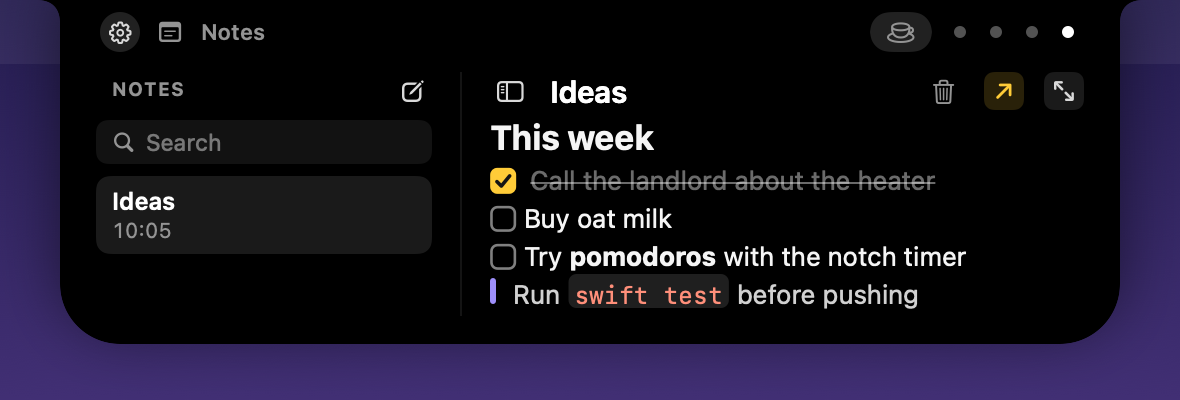 Notes
NOTES
Search
Ideas
10:05
Ideas
This week
Call the landlord about the heater
Buy oat milk
Try pomodoros with the notch timer
Run swift test before pushing